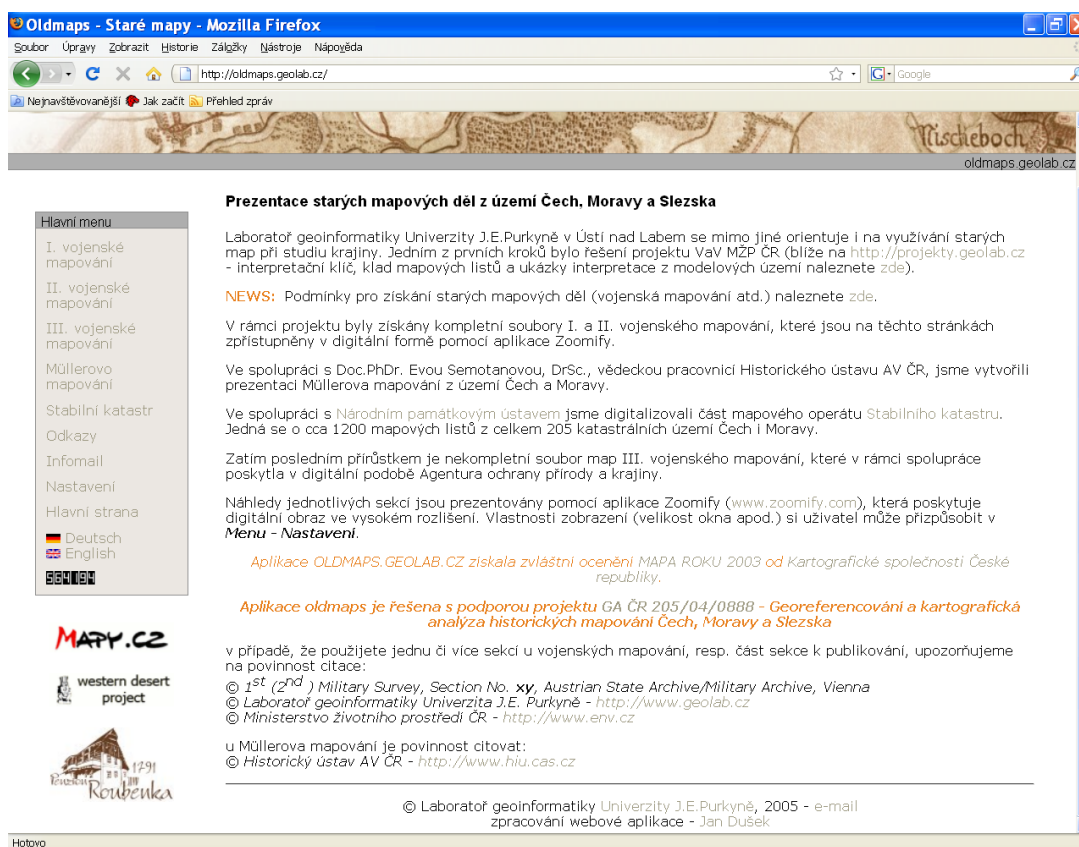 Oldmaps - Staré mapy - Mozilla Firefox
Soubor Úpravy Zobrazit Historie Záložky Nástroje Nápověda
http://oldmaps.geolab.cz/
Google
Nejnavštěvovanější Jak začít Přehled zpráv
Nischeboch
oldmaps.geolab.cz
Hlavní menu
I. vojenské
mapování
II. vojenské
mapování
III. vojenské
mapování
Müllerovo
mapování
Stabilní katastr
Odkazy
Infomail
Nastavení
Hlavní strana
Deutsch
English
564194
Mapy.cz
western desert
project
1291
Pension
Roubenka
Prezentace starých mapových děl z území Čech, Moravy a Slezska
Laboratoř geoinformatiky Univerzity J.E.Purkyně v Ústí nad Labem se mimo jiné orientuje i na využívání starých
map při studiu krajiny. Jedním z prvních kroků bylo řešení projektu VaV MŽP ČR (blíže na http://projekty.geolab.cz
- interpretační klíč, klad mapových listů a ukázky interpretace z modelových území naleznete zde).
NEWS: Podmínky pro získání starých mapových děl (vojenská mapování atd.) naleznete zde.
V rámci projektu byly získány kompletní soubory I. a II. vojenského mapování, které jsou na těchto stránkách
zpřístupněny v digitální formě pomocí aplikace Zoomify.
Ve spolupráci s Doc.PhDr. Evou Semotanovou, DrSc., vědeckou pracovnicí Historického ústavu AV ČR, jsme vytvořili
prezentaci Müllerova mapování z území Čech a Moravy.
Ve spolupráci s Národním památkovým ústavem jsme digitalizovali část mapového operátu Stabilního katastru.
Jedná se o cca 1200 mapových listů z celkem 205 katastrálních území Čech i Moravy.
Zatím posledním přírůstkem je nekompletní soubor map III. vojenského mapování, které v rámci spolupráce
poskytla v digitální podobě Agentura ochrany přírody a krajiny.
Náhledy jednotlivých sekcí jsou prezentovány pomocí aplikace Zoomify (www.zoomify.com), která poskytuje
digitální obraz ve vysokém rozlišení. Vlastnosti zobrazení (velikost okna apod.) si uživatel může přizpůsobit v
Menu - Nastavení.
Aplikace OLDMAPS.GEOLAB.CZ získala zvláštní ocenění MAPA ROKU 2003 od Kartografické společnosti České
republiky.
Aplikace oldmaps je řešena s podporou projektu GA ČR 205/04/0888 - Georeferencování a kartografická
analýza historických mapování Čech, Moravy a Slezska
v případě, že použijete jednu či více sekcí u vojenských mapování, resp. část sekce k publikování, upozorňujeme
na povinnost citace:
© 1st (2nd ) Military Survey, Section No. xy, Austrian State Archive/Military Archive, Vienna
© Laboratoř geoinformatiky Univerzita J.E. Purkyně - http://www.geolab.cz
© Ministerstvo životního prostředí ČR - http://www.env.cz
u Müllerova mapování je povinnost citovat:
© Historický ústav AV ČR - http://www.hiu.cas.cz
© Laboratoř geoinformatiky Univerzity J.E.Purkyně, 2005 - e-mail
zpracování webové aplikace - Jan Dušek
Hotovo